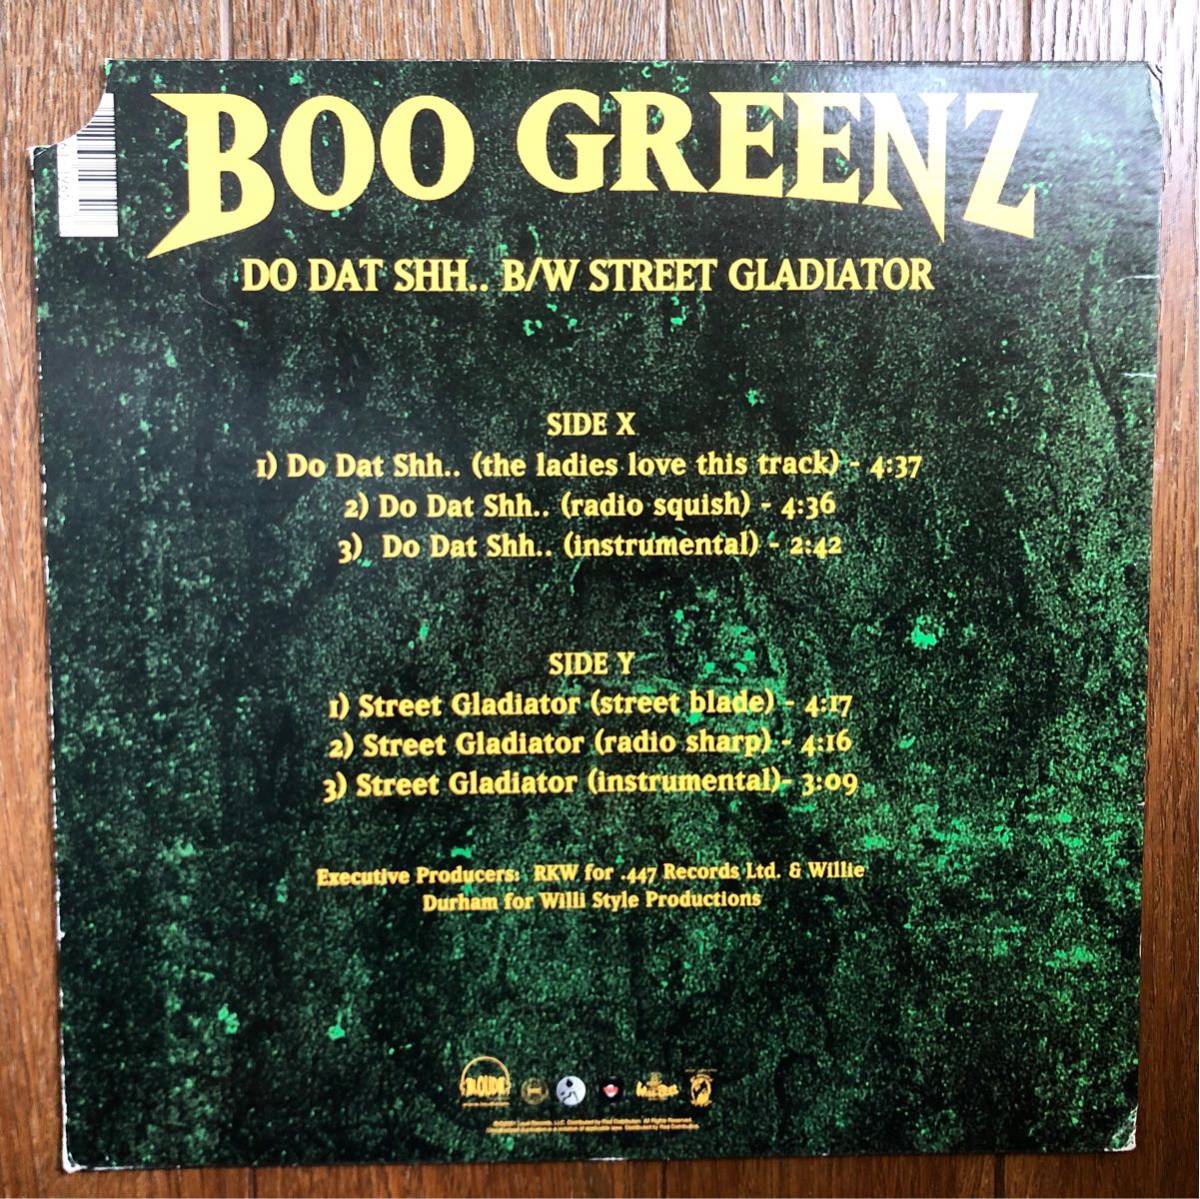 BOO GREENZ
DO DAT SHH.. B/W STREET GLADIATOR
SIDE X
1) Do Dat Shh.. (the ladies love this track) - 4:37
2) Do Dat Shh.. (radio squish) - 4:36
3) Do Dat Shh.. (instrumental) - 2:42
SIDE Y
1) Street Gladiator (street blade) - 4:17
2) Street Gladiator (radio sharp) - 4:16
3) Street Gladiator (instrumental)- 3:09
Executive Producers: RKW for .447 Records Ltd. & Willie
Durham for Willi Style Productions